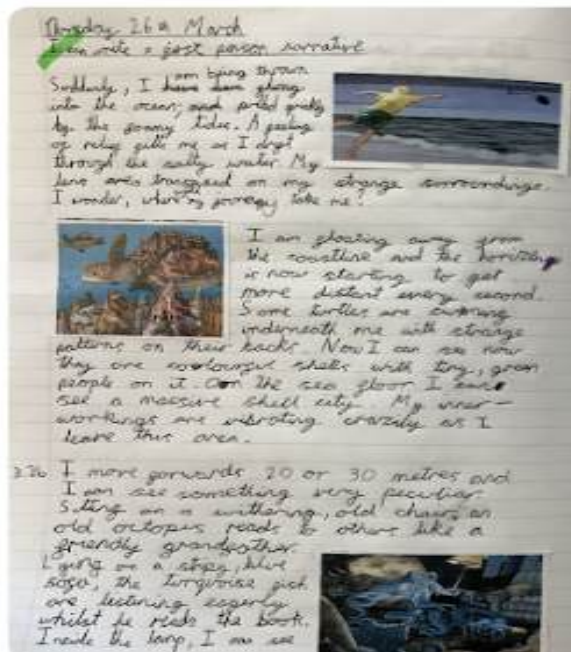 Thursday 26th March
I can write a first person narrative
Suddenly, I am being thrown
into the ocean, and pulled
by the foamy tides. A feeling
of relief fills me as I drift
through the salty water. My
lens are on my strange surroundings.
I wonder, where my journey take me.
I am floating away from
the coastline and the horizon
is now starting to get
more distant every second.
Some turtles are swimming
underneath me with strange
patterns on their backs. Now I can see now
they are colourful shells with tiny, green
people on it. On the sea floor I can
see a massive shell city. My inner-
workings are vibrating crazily as I
leave this area.
I move forwards 20 or 30 metres and
I can see something very peculiar.
Sitting on a withering, old chair, an
old octopus reads to others like a
friendly grandfather.
Lying on a stripy, blue
sofa, the turquoise fish
are listening eagerly
whilst he reads the book.
Inside the lamp, I can see